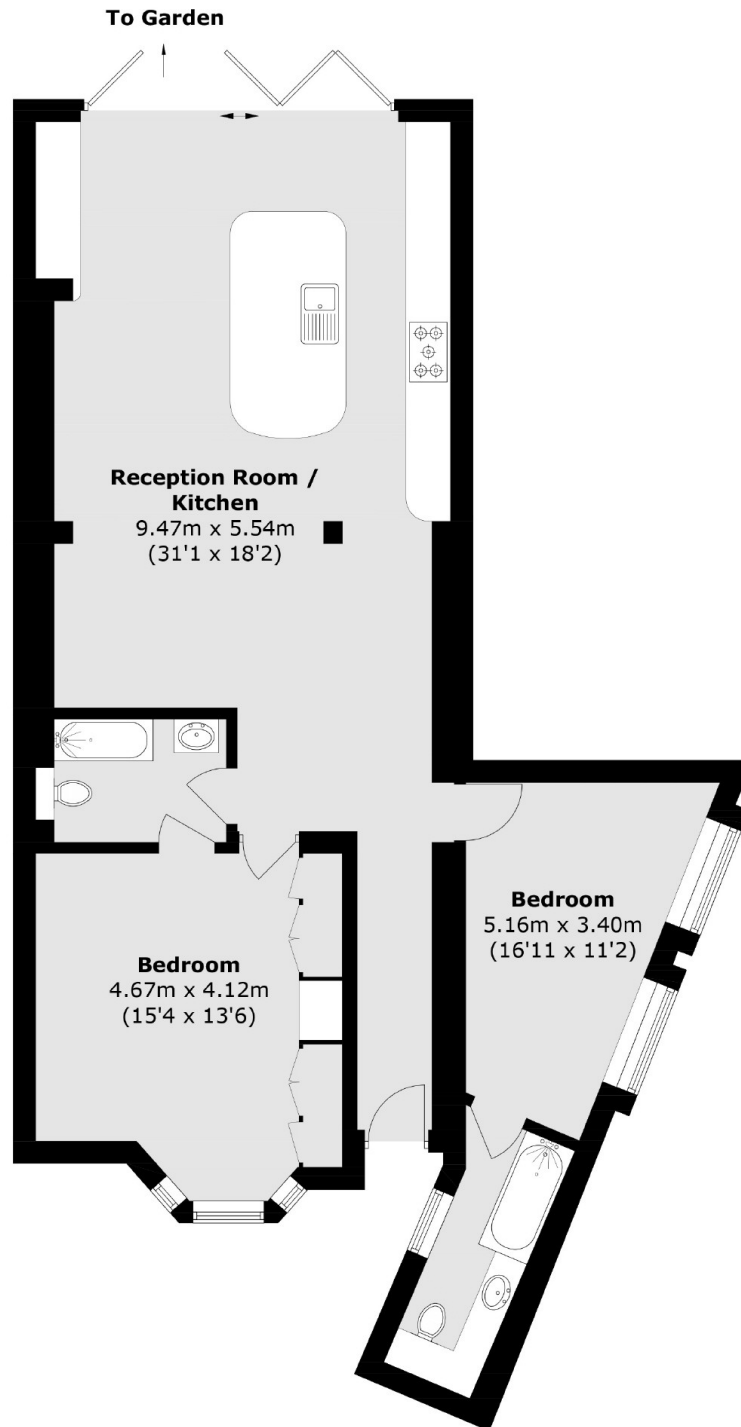 To Garden
Reception Room /
Kitchen
9.47m x 5.54m
(31'1 x 18'2)
Bedroom
5.16m x 3.40m
(16'11 x 11'2)
Bedroom
4.67m x 4.12m
(15'4 x 13'6)